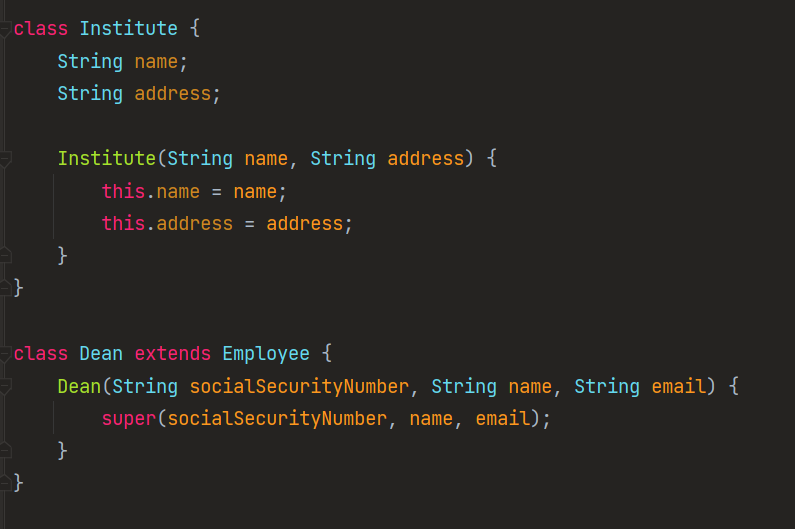 class Institute {
    String name;
    String address;

    Institute(String name, String address) {
        this.name = name;
        this.address = address;
    }
}

class Dean extends Employee {
    Dean(String socialSecurityNumber, String name, String email) {
        super(socialSecurityNumber, name, email);
    }
}